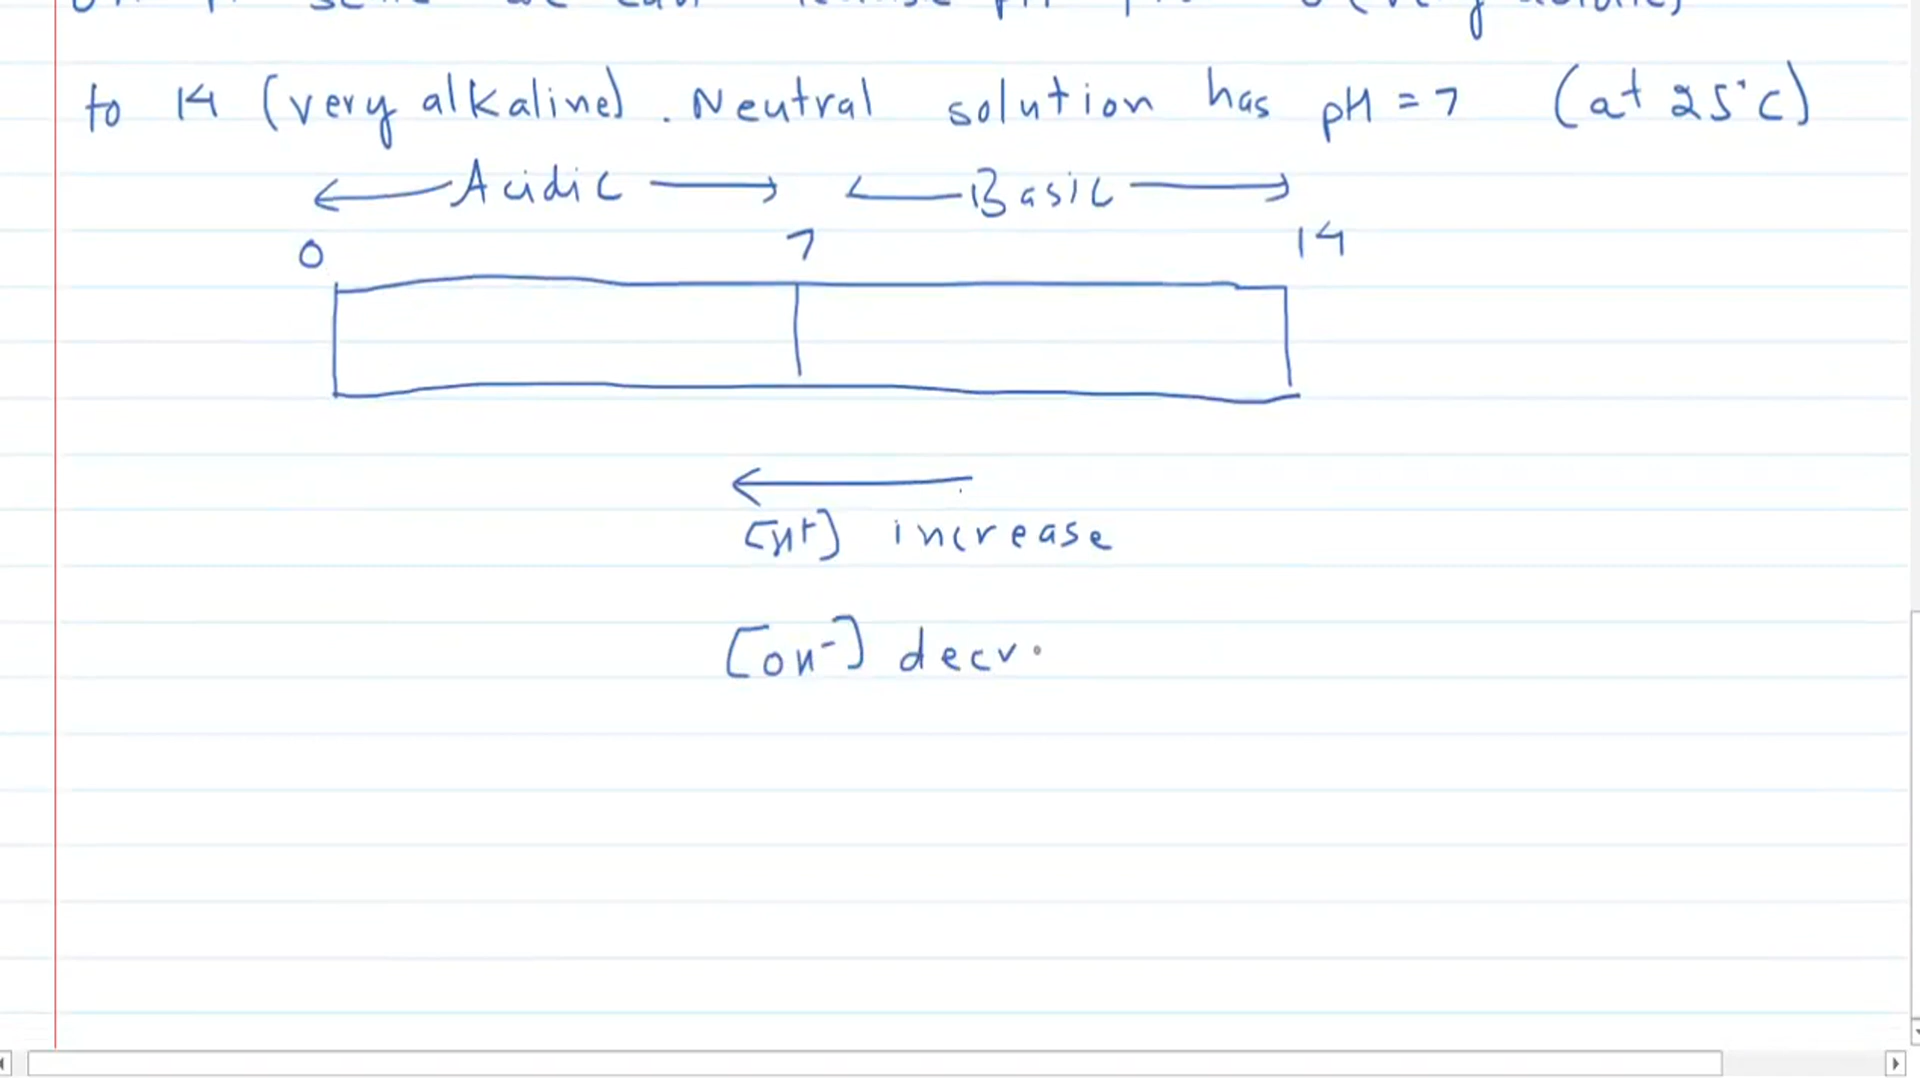 to 14 (very alkaline). Neutral solution has pH = 7 (at 25°C)
Acidic Basic
0 7 14
[H+] increase
[OH-] decr